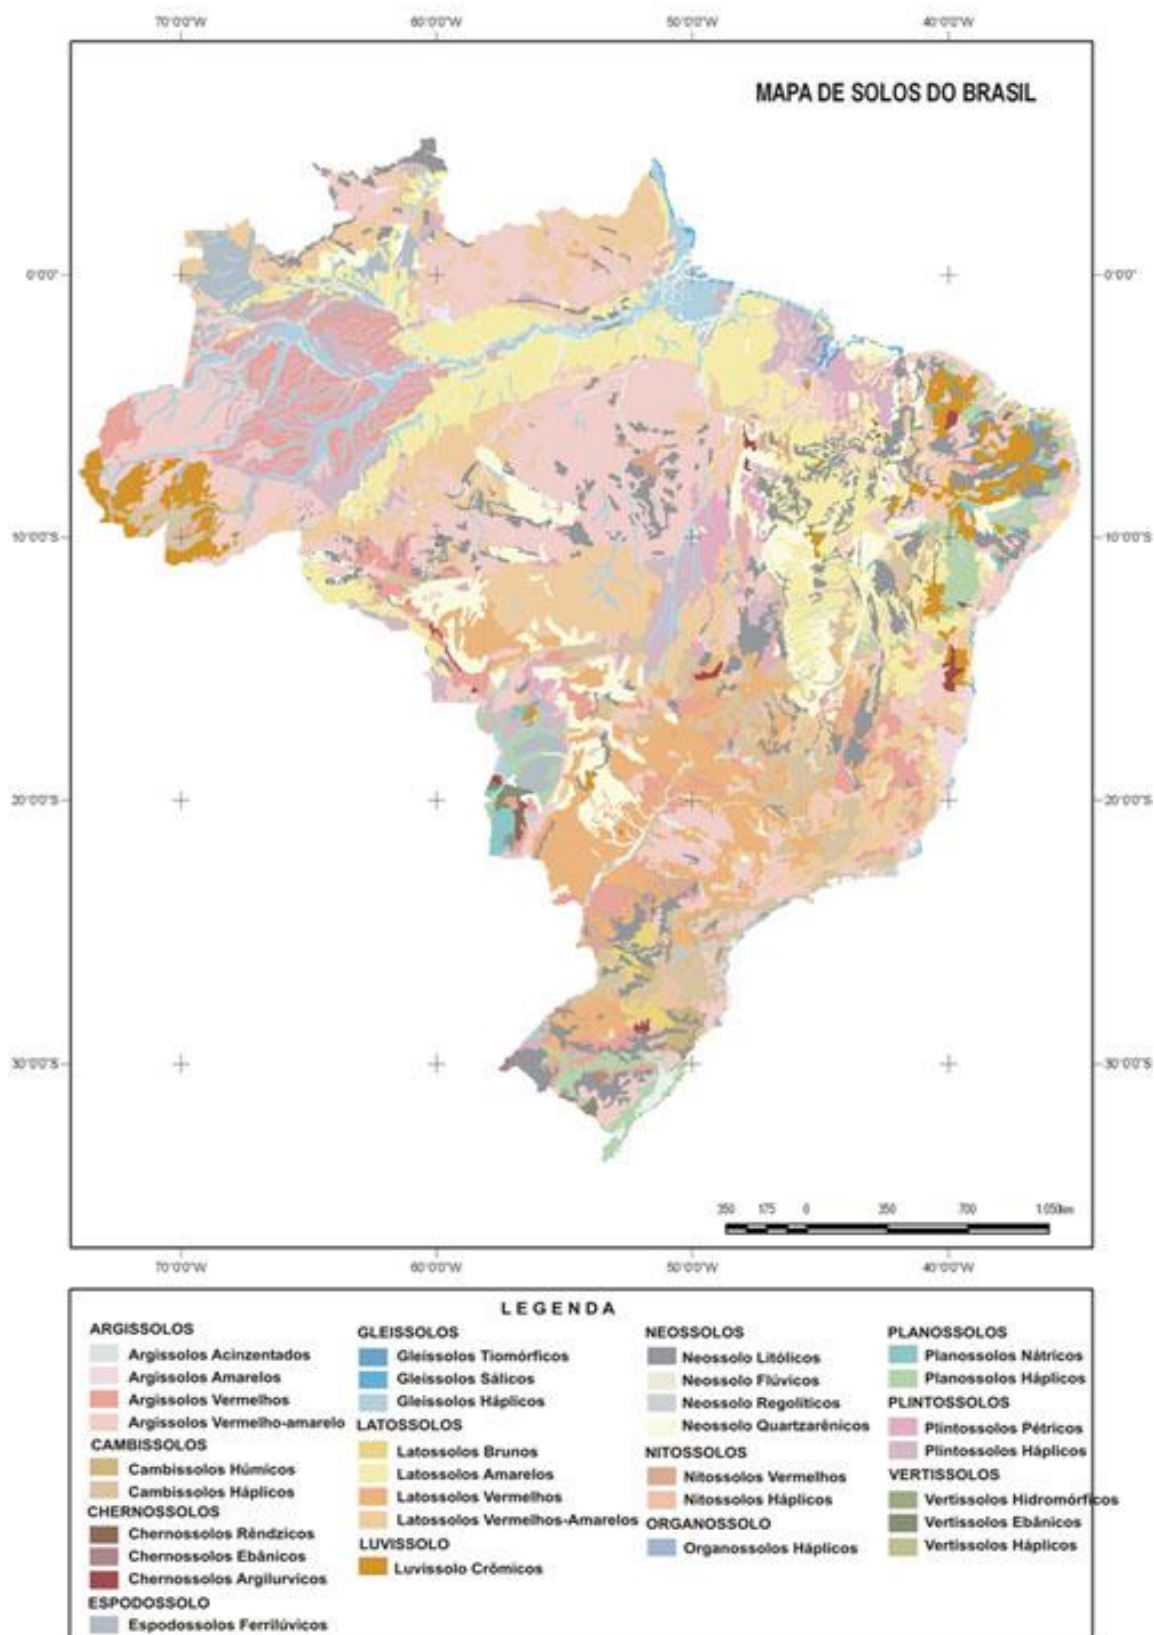 70°0'0"W 60°0'0"W 50°0'0"W 40°0'0"W
MAPA DE SOLOS DO BRASIL
0°0'0" 0°0'0"
10°0'0"S 10°0'0"S
20°0'0"S 20°0'0"S
30°0'0"S 30°0'0"S
350 175 0 350 700 1.050km
70°0'0"W 60°0'0"W 50°0'0"W 40°0'0"W
LEGENDA
ARGISSOLOS
Argissolos Acinzentados
Argissolos Amarelos
Argissolos Vermelhos
Argissolos Vermelho-amarelo
CAMBISSOLOS
Cambissolos Húmicos
Cambissolos Háplicos
CHERNOSSOLOS
Chernossolos Rêndzicos
Chernossolos Ebânicos
Chernossolos Argilurvicos
ESPODOSSOLO
Espodossolos Ferrilúvicos
GLEISSOLOS
Gleissolos Tiomórficos
Gleissolos Sálicos
Gleissolos Háplicos
LATOSSOLOS
Latossolos Brunos
Latossolos Amarelos
Latossolos Vermelhos
Latossolos Vermelhos-Amarelos
LUVISSOLO
Luvissolo Crômicos
NEOSSOLOS
Neossolo Litólicos
Neossolo Flúvicos
Neossolo Regolíticos
Neossolo Quartzarênicos
NITOSSOLOS
Nitossolos Vermelhos
Nitossolos Háplicos
ORGANOSSOLO
Organossolos Háplicos
PLANOSSOLOS
Planossolos Nátricos
Planossolos Háplicos
PLINTOSSOLOS
Plintossolos Pétricos
Plintossolos Háplicos
VERTISSOLOS
Vertissolos Hidromórficos
Vertissolos Ebânicos
Vertissolos Háplicos